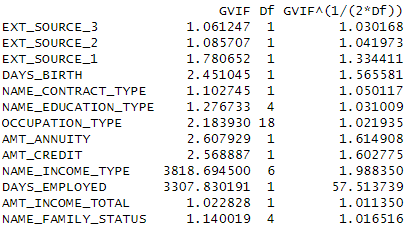 GVIF Df GVIF^(1/(2*Df))
EXT_SOURCE_3 1.061247 1 1.030168
EXT_SOURCE_2 1.085707 1 1.041973
EXT_SOURCE_1 1.780652 1 1.334411
DAYS_BIRTH 2.451045 1 1.565581
NAME_CONTRACT_TYPE 1.102745 1 1.050117
NAME_EDUCATION_TYPE 1.276733 4 1.031009
OCCUPATION_TYPE 2.183930 18 1.021935
AMT_ANNUITY 2.607929 1 1.614908
AMT_CREDIT 2.568887 1 1.602775
NAME_INCOME_TYPE 3818.694500 6 1.988350
DAYS_EMPLOYED 3307.830191 1 57.513739
AMT_INCOME_TOTAL 1.022828 1 1.011350
NAME_FAMILY_STATUS 1.140019 4 1.016516